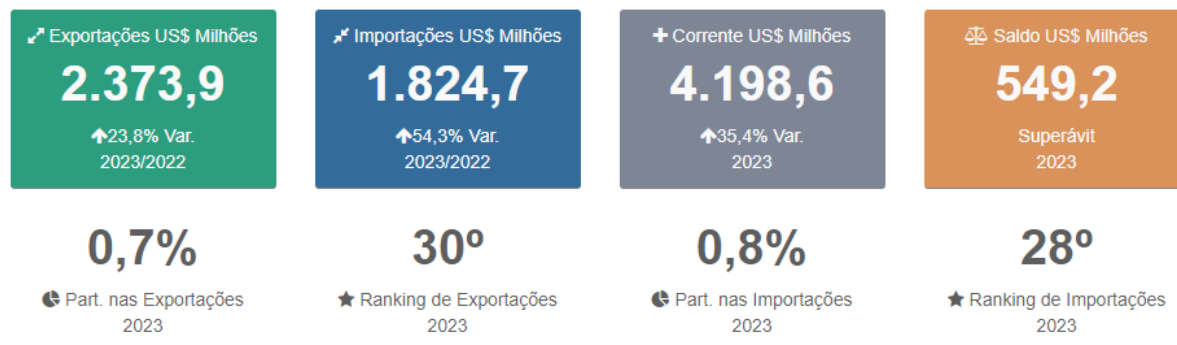 Exportações US$ Milhões
2.373,9
23,8% Var.
2023/2022
Importações US$ Milhões
1.824,7
54,3% Var.
2023/2022
Corrente US$ Milhões
4.198,6
35,4% Var.
2023
Saldo US$ Milhões
549,2
Superávit
2023
0,7%
Part. nas Exportações
2023
30º
Ranking de Exportações
2023
0,8%
Part. nas Importações
2023
28º
Ranking de Importações
2023